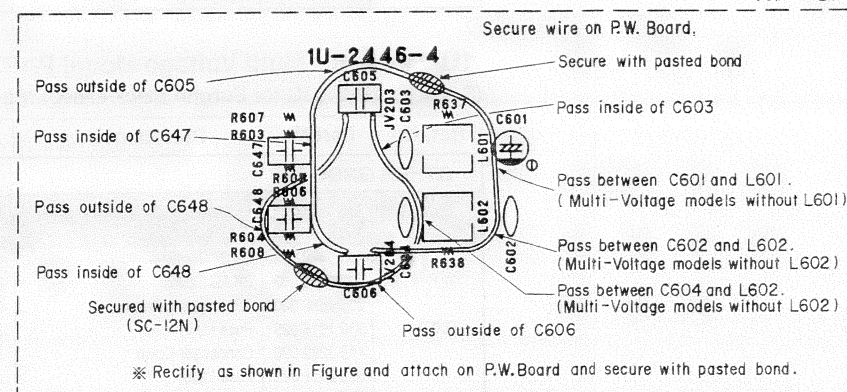 Secure wire on P.W. Board.
1U-2446-4
Secure with pasted bond
Pass outside of C605
C605
JV203
C603
R637
C601
Pass inside of C603
R607
R603
Pass inside of C647
C647
L601
R606
C648
Pass between C601 and L601.
(Multi-Voltage models without L601)
Pass outside of C648
L602
R604
R608
C602
Pass between C602 and L602.
(Multi-Voltage models without L602)
Pass inside of C648
JV204
R638
C606
Pass between C604 and L602.
(Multi-Voltage models without L602)
Secured with pasted bond
(SC-12N)
Pass outside of C606
※ Rectify as shown in Figure and attach on P.W.Board and secure with pasted bond.